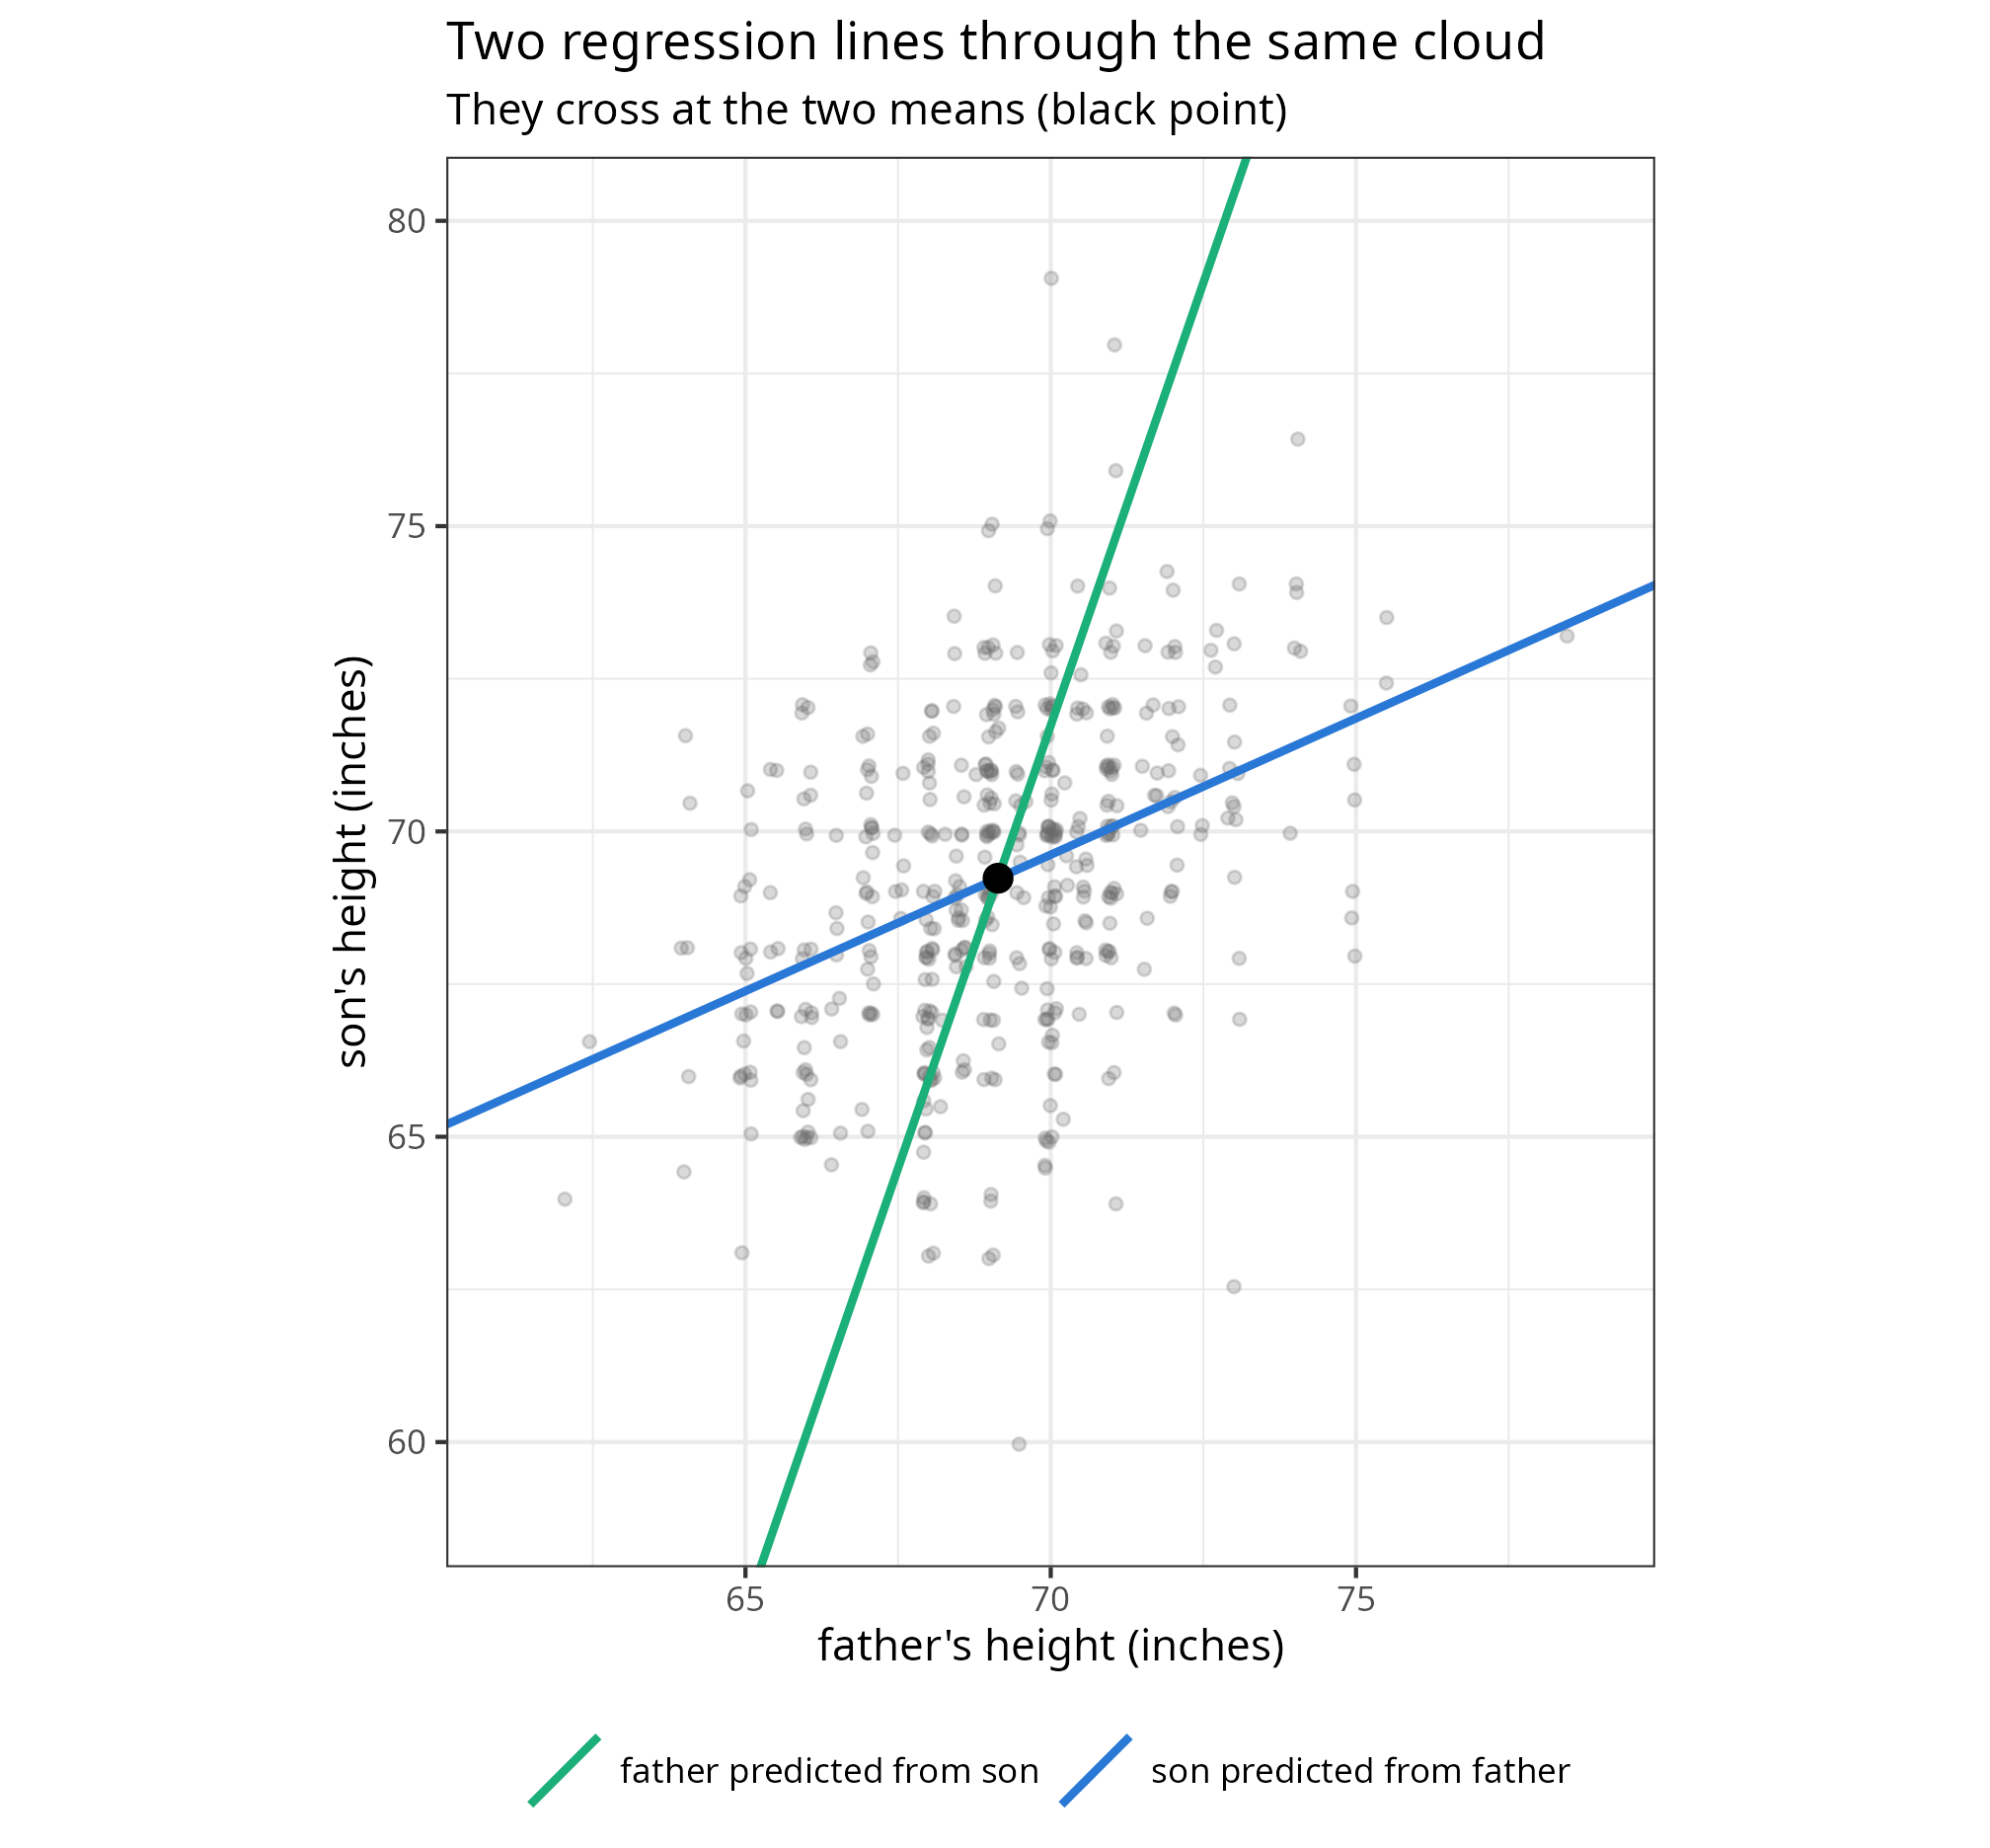 Two regression lines through the same cloud
They cross at the two means (black point)
80
75
70
65
60
son's height (inches)
65 70 75
father's height (inches)
father predicted from son son predicted from father